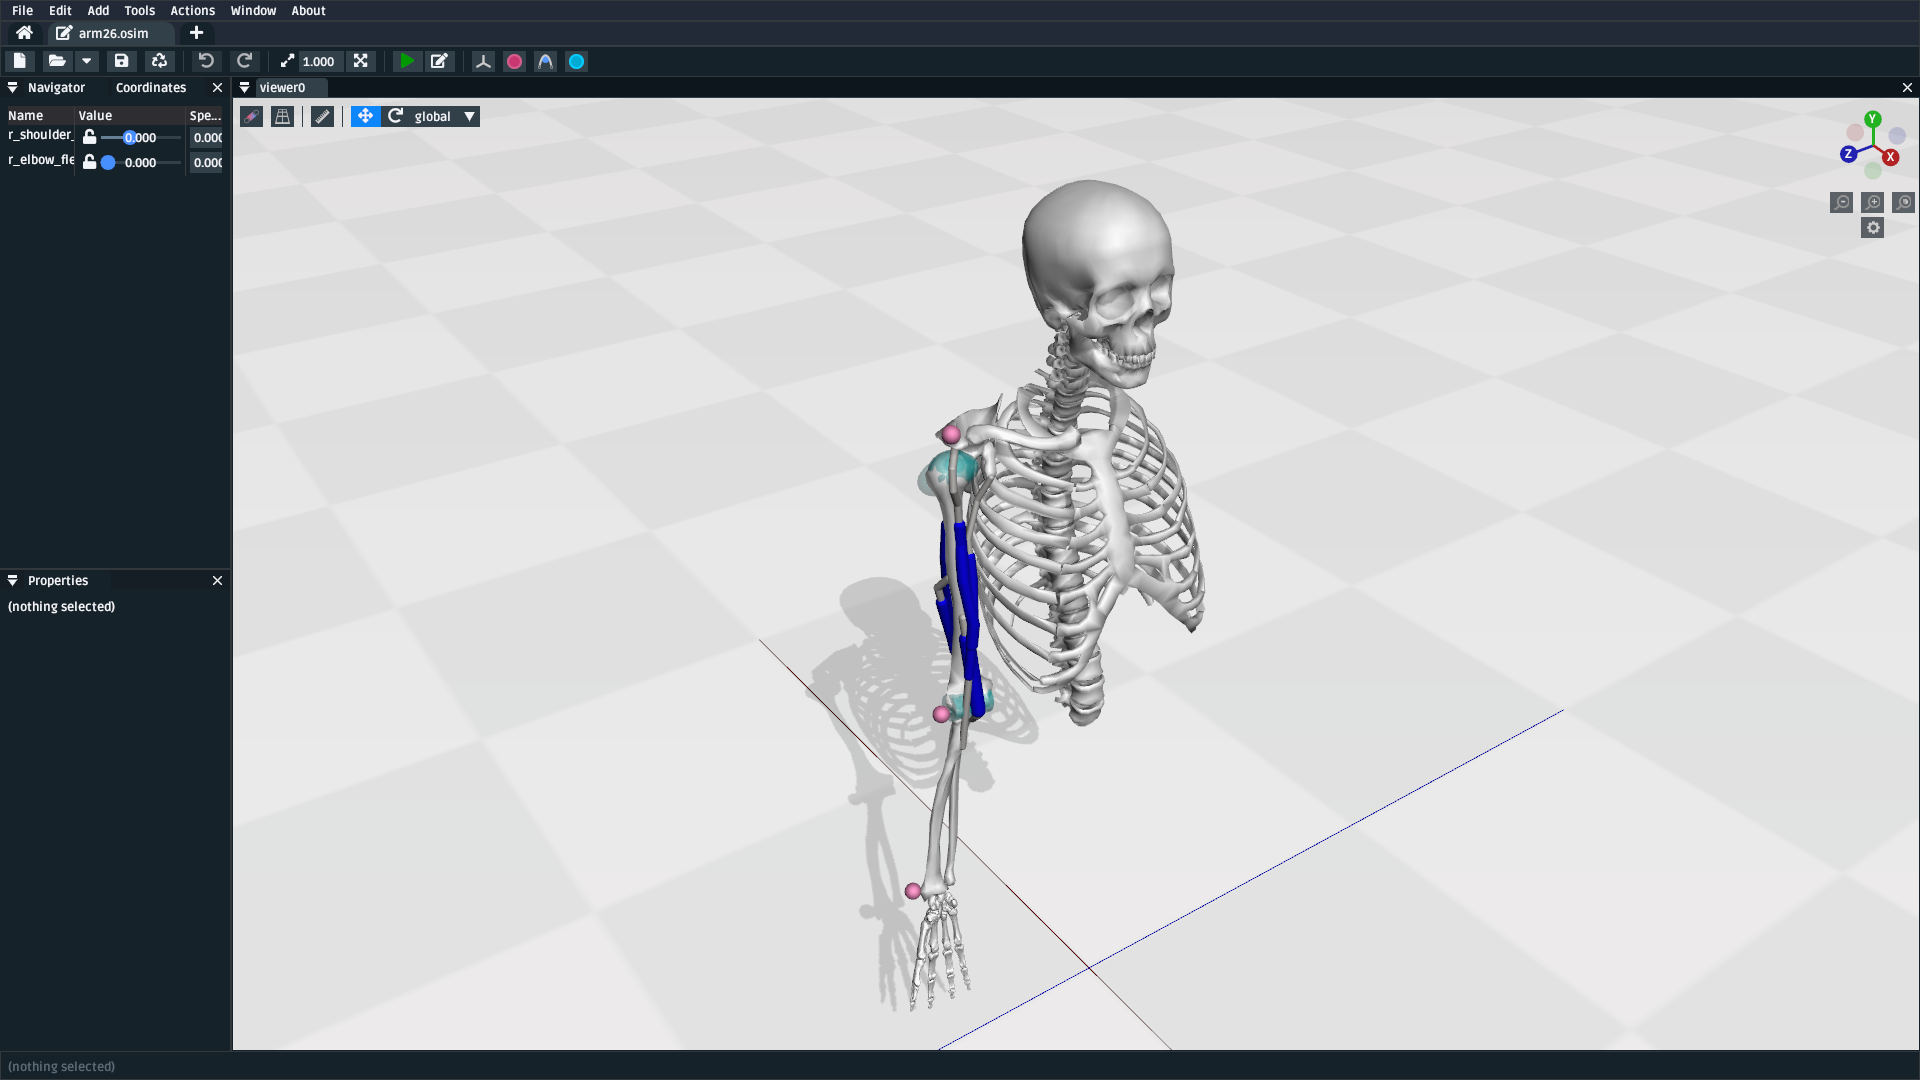 File Edit Add Tools Actions Window About
arm26.osim
1.000
Navigator Coordinates
viewer0
Name Value Spe...
global
r_shoulder_ 0.000 0.000
r_elbow_fle 0.000 0.000
Y
Z X
Properties
(nothing selected)
(nothing selected)